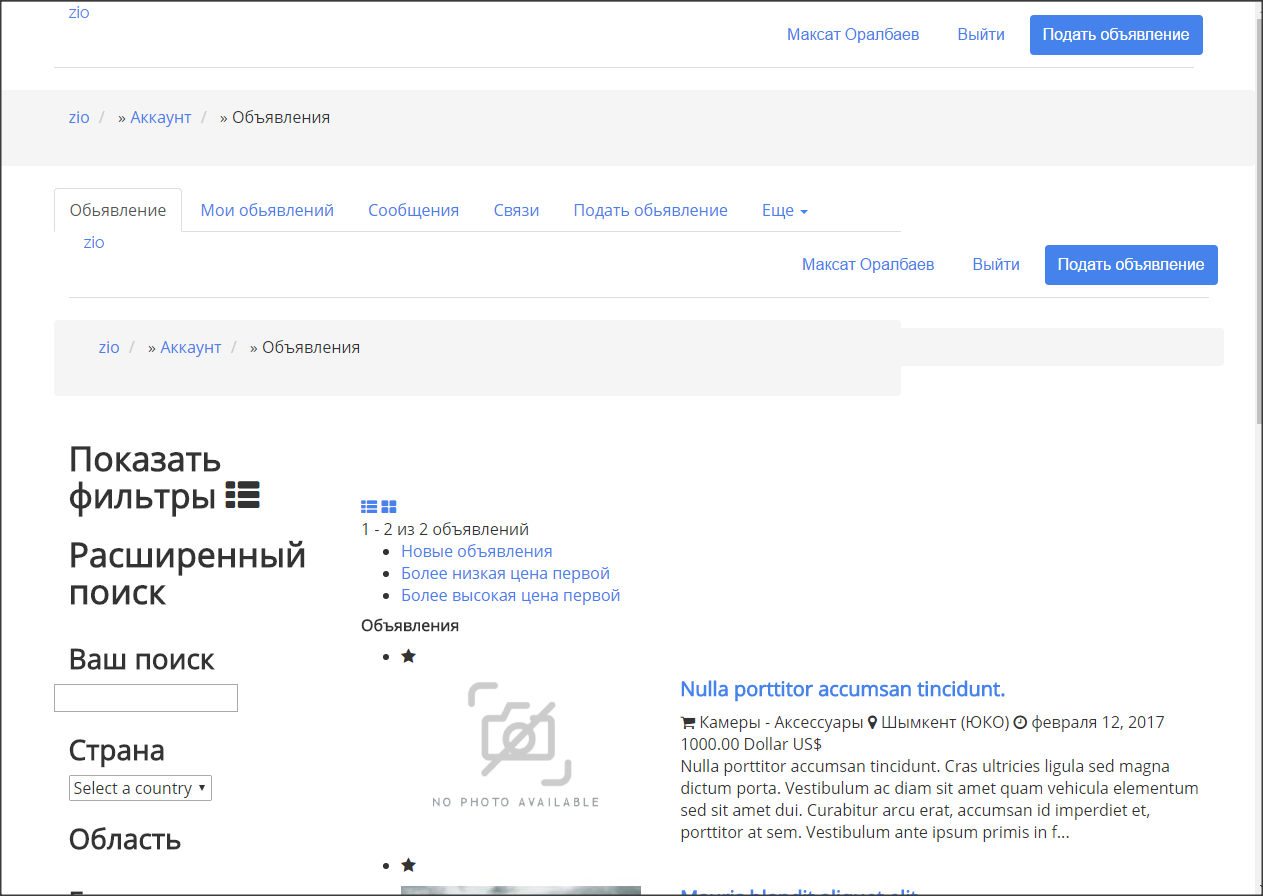 zio
Максат Оралбаев Выйти Подать объявление
zio / » Аккаунт / » Объявления
Обьявление Мои обьявлений Сообщения Связи Подать обьявление Еще
zio
Максат Оралбаев Выйти Подать объявление
zio / » Аккаунт / » Объявления
Показать
фильтры
Расширенный
поиск
Ваш поиск
Страна
Select a country
Область
1 - 2 из 2 объявлений
Новые объявления
Более низкая цена первой
Более высокая цена первой
Объявления
NO PHOTO AVAILABLE
Nulla porttitor accumsan tincidunt.
Камеры - Аксессуары Шымкент (ЮКО) февраля 12, 2017
1000.00 Dollar US$
Nulla porttitor accumsan tincidunt. Cras ultricies ligula sed magna
dictum porta. Vestibulum ac diam sit amet quam vehicula elementum
sed sit amet dui. Curabitur arcu erat, accumsan id imperdiet et,
porttitor at sem. Vestibulum ante ipsum primis in f...